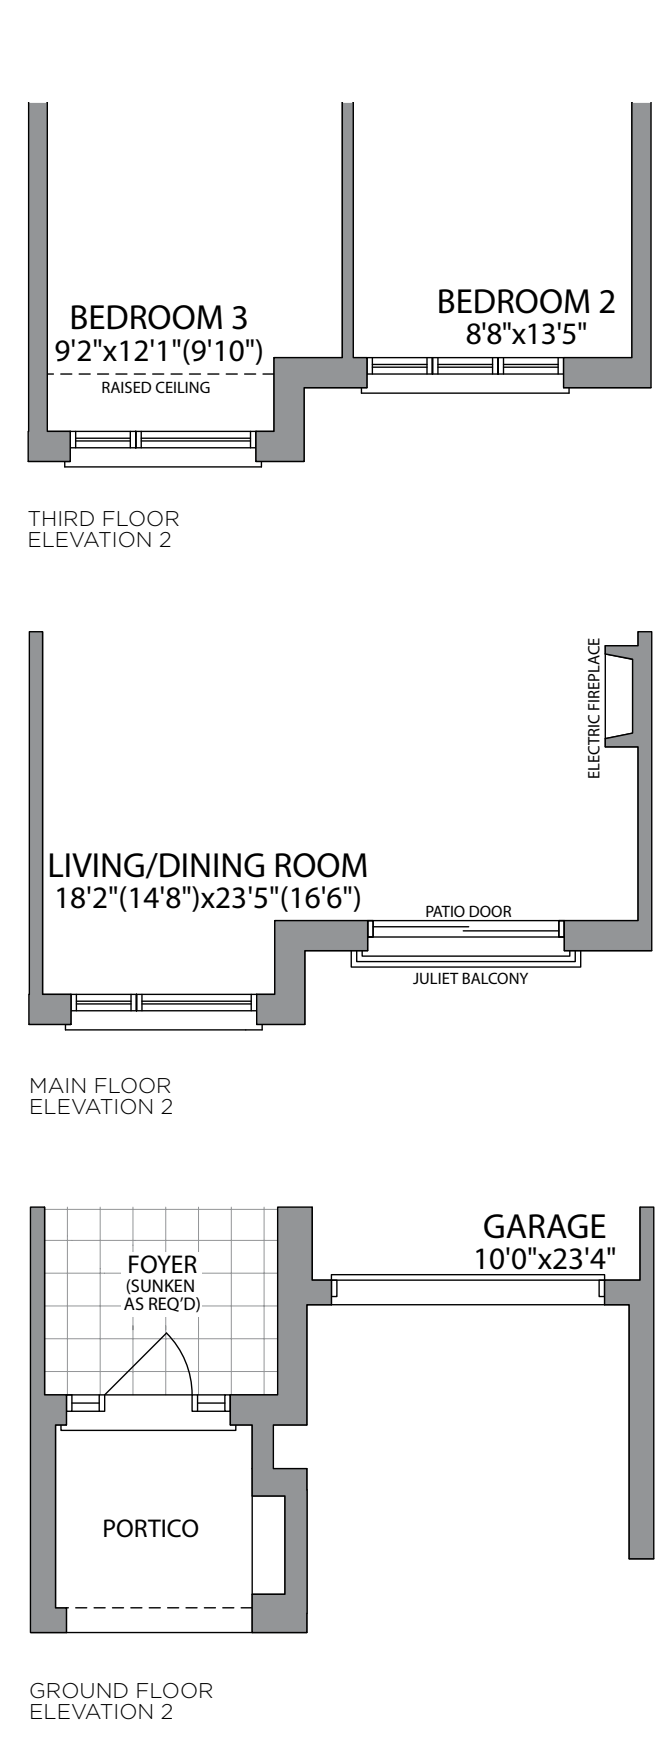 BEDROOM 3
9'2"x12'1"(9'10")
RAISED CEILING
BEDROOM 2
8'8"x13'5"
THIRD FLOOR
ELEVATION 2
ELECTRIC FIREPLACE
LIVING/DINING ROOM
18'2"(14'8")x23'5"(16'6")
PATIO DOOR
JULIET BALCONY
MAIN FLOOR
ELEVATION 2
GARAGE
10'0"x23'4"
FOYER
(SUNKEN
AS REQ'D)
PORTICO
GROUND FLOOR
ELEVATION 2